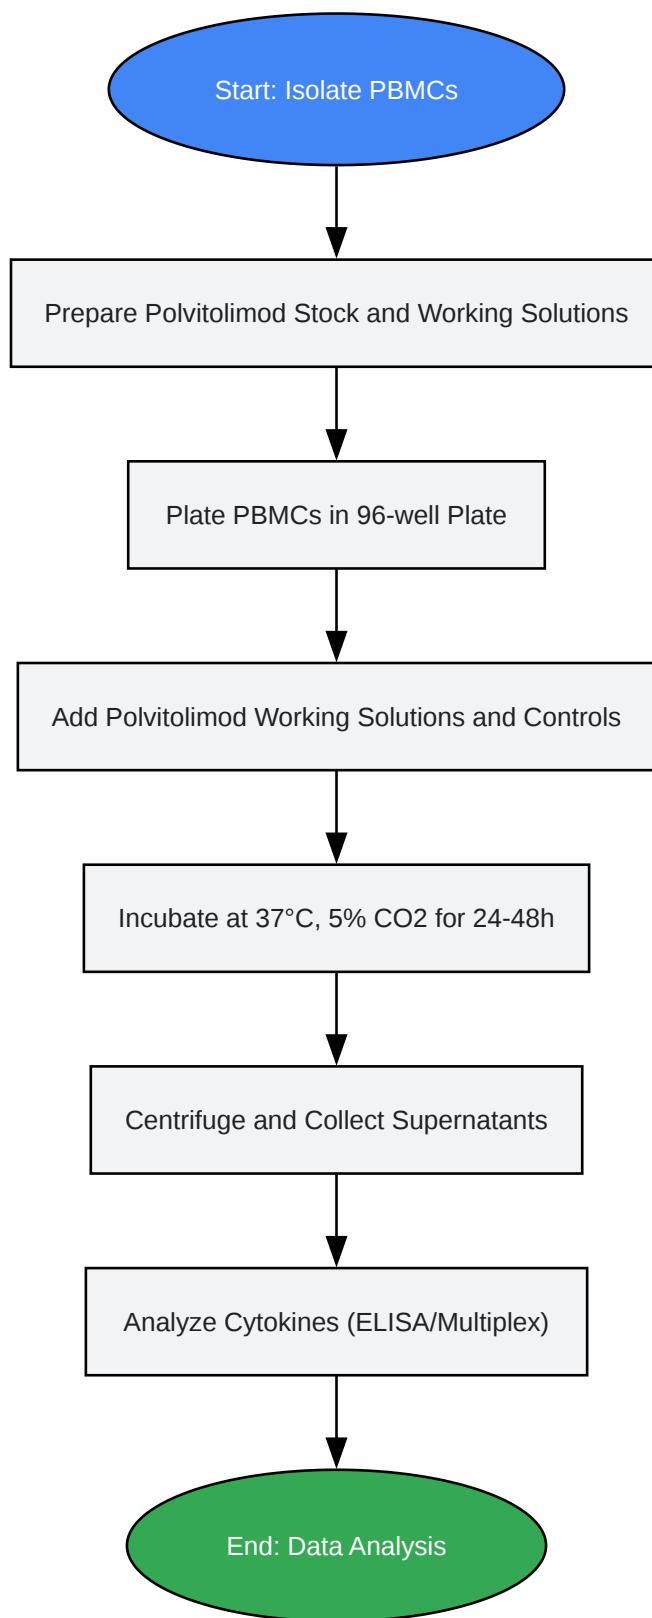 Start: Isolate PBMCs
Prepare Polvitolimod Stock and Working Solutions
Plate PBMCs in 96-well Plate
Add Polvitolimod Working Solutions and Controls
Incubate at 37°C, 5% CO2 for 24-48h
Centrifuge and Collect Supernatants
Analyze Cytokines (ELISA/Multiplex)
End: Data Analysis